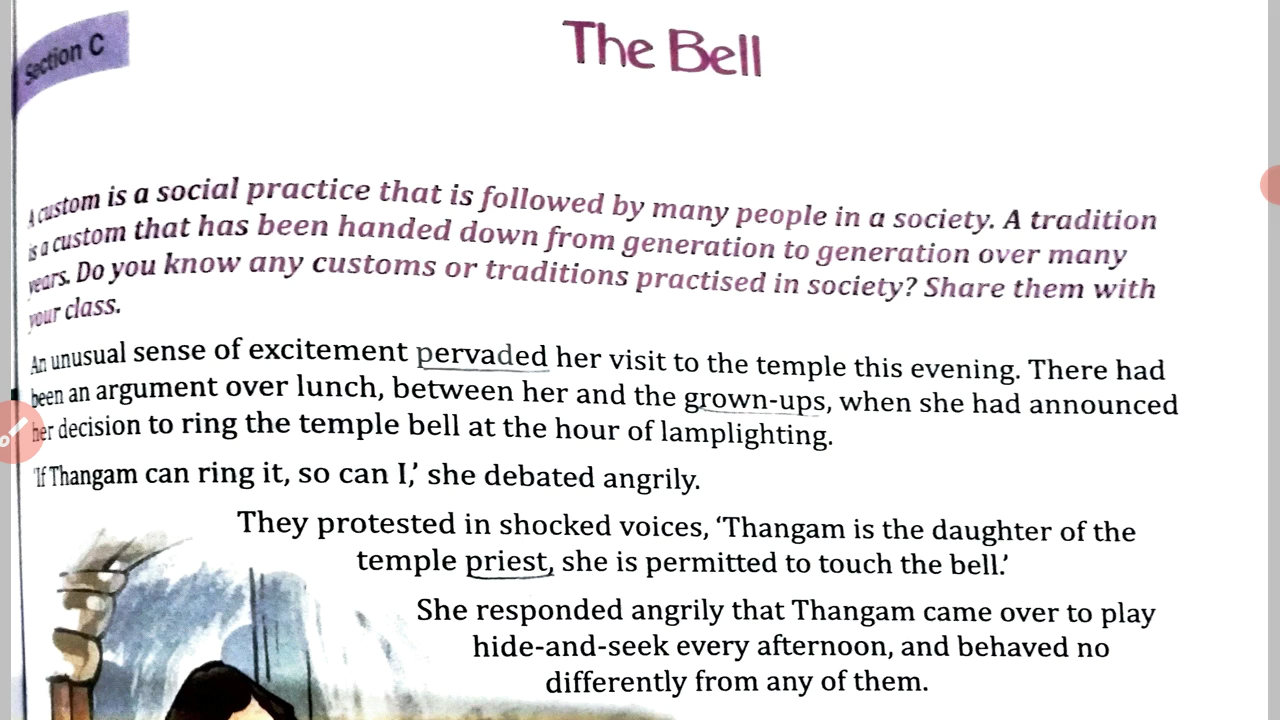 Section C
The Bell
A custom is a social practice that is followed by many people in a society. A tradition
is a custom that has been handed down from generation to generation over many
years. Do you know any customs or traditions practised in society? Share them with
your class.
An unusual sense of excitement pervaded her visit to the temple this evening. There had
been an argument over lunch, between her and the grown-ups, when she had announced
her decision to ring the temple bell at the hour of lamplighting.
‘If Thangam can ring it, so can I,’ she debated angrily.
They protested in shocked voices, ‘Thangam is the daughter of the
temple priest, she is permitted to touch the bell.’
She responded angrily that Thangam came over to play
hide-and-seek every afternoon, and behaved no
differently from any of them.